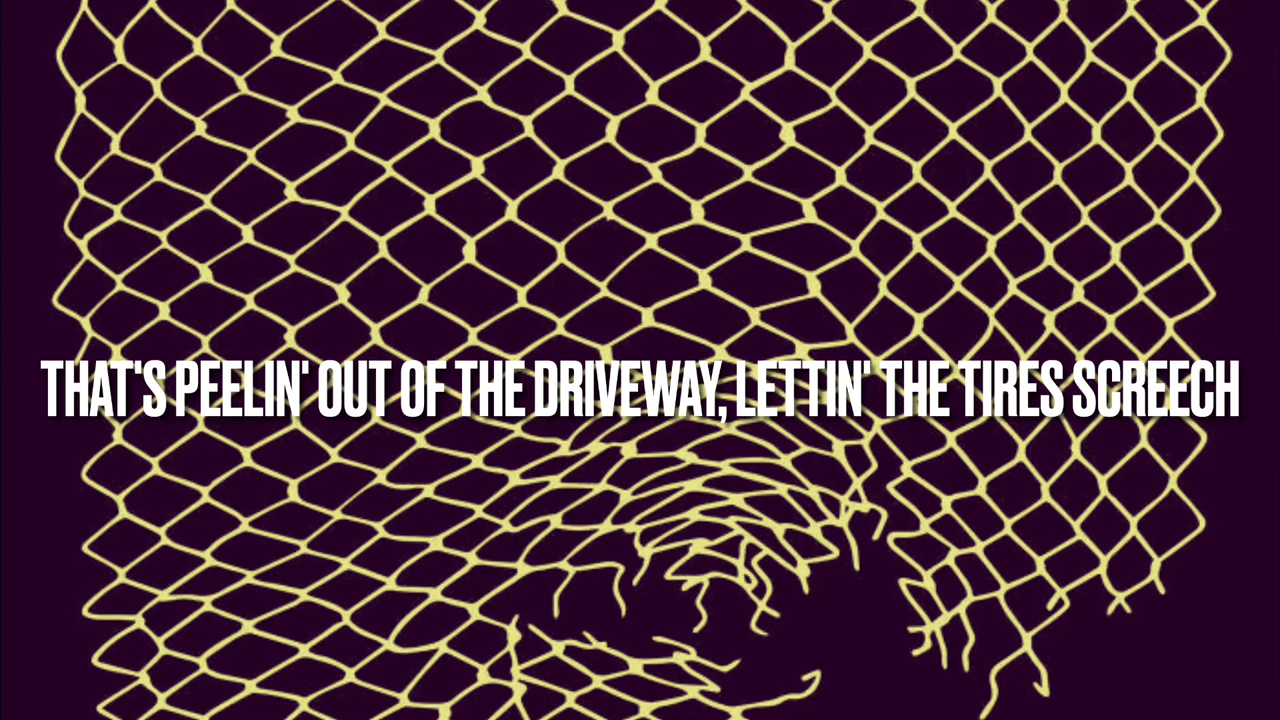 THAT'S PEELIN' OUT OF THE DRIVEWAY, LETTIN' THE TIRES SCREECH